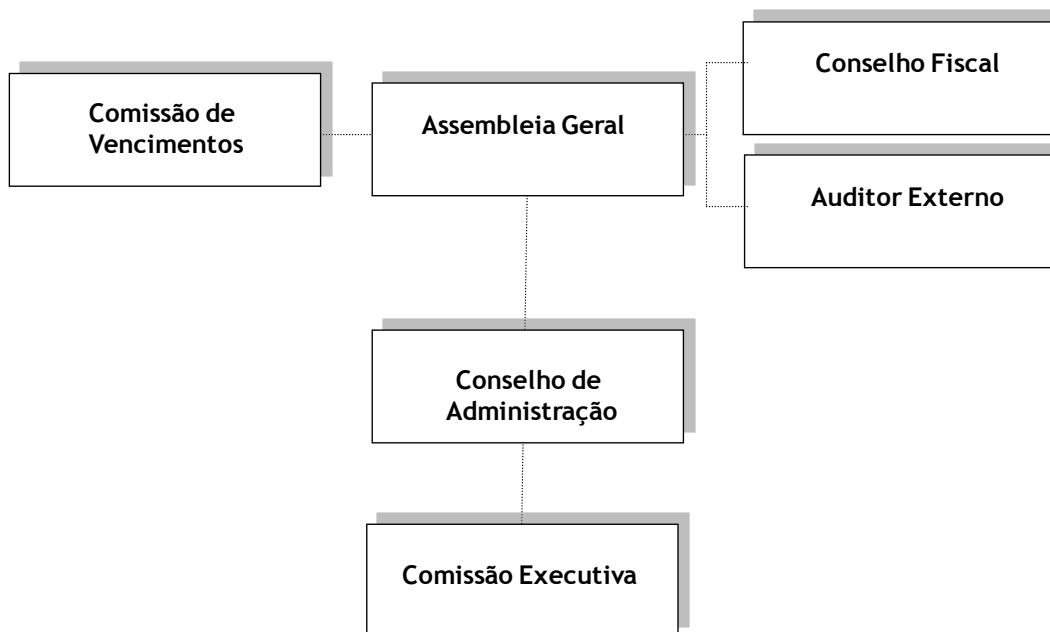 Conselho Fiscal
Comissão de
Vencimentos
Assembleia Geral
Auditor Externo
Conselho de
Administração
Comissão Executiva